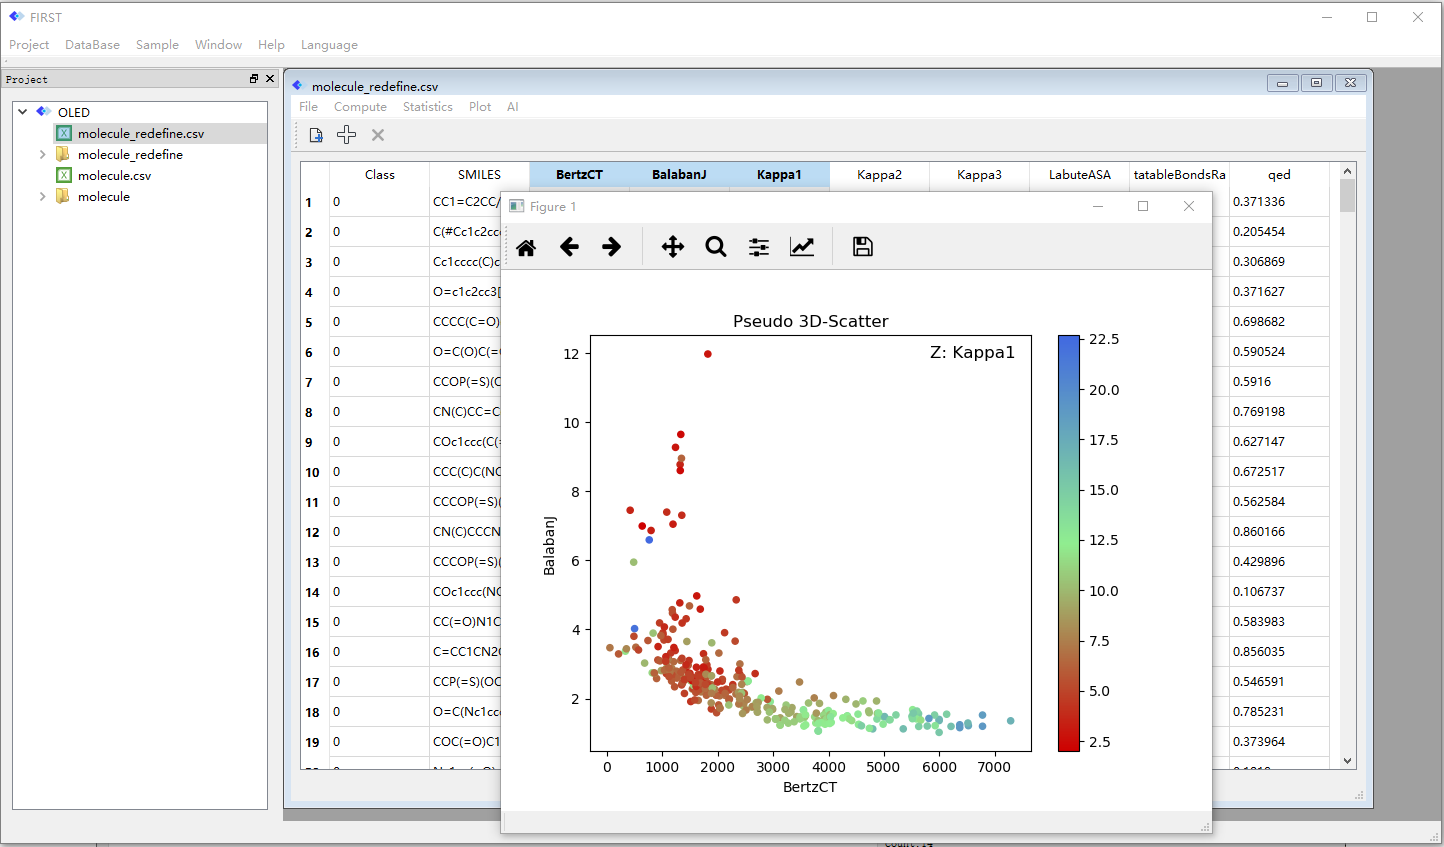 FIRST
Project DataBase Sample Window Help Language
Project
OLED
molecule_redefine.csv
molecule_redefine
molecule.csv
molecule
molecule_redefine.csv
File Compute Statistics Plot AI
Class SMILES BertzCT BalabanJ Kappa1 Kappa2 Kappa3 LabuteASA tatableBondsRa qed
1 0 CC1=C2CC/ 0.371336
2 0 C(#Cc1c2cc 0.205454
3 0 Cc1cccc(C)c 0.306869
4 0 O=c1c2cc3[ 0.371627
5 0 CCCC(C=O) 0.698682
6 0 O=C(O)C(= 0.590524
7 0 CCOP(=S)(C 0.5916
8 0 CN(C)CC=C 0.769198
9 0 COc1ccc(C(= 0.627147
10 0 CCC(C)C(NC 0.672517
11 0 CCCOP(=S)( 0.562584
12 0 CN(C)CCCN 0.860166
13 0 CCCOP(=S)( 0.429896
14 0 COc1ccc(NC 0.106737
15 0 CC(=O)N1C 0.583983
16 0 C=CC1CN2C 0.856035
17 0 CCP(=S)(OC 0.546591
18 0 O=C(Nc1cc 0.785231
19 0 COC(=O)C1 0.373964
Figure 1
Pseudo 3D-Scatter
Z: Kappa1
BalabanJ
12
10
8
6
4
2
0 1000 2000 3000 4000 5000 6000 7000
BertzCT
22.5
20.0
17.5
15.0
12.5
10.0
7.5
5.0
2.5